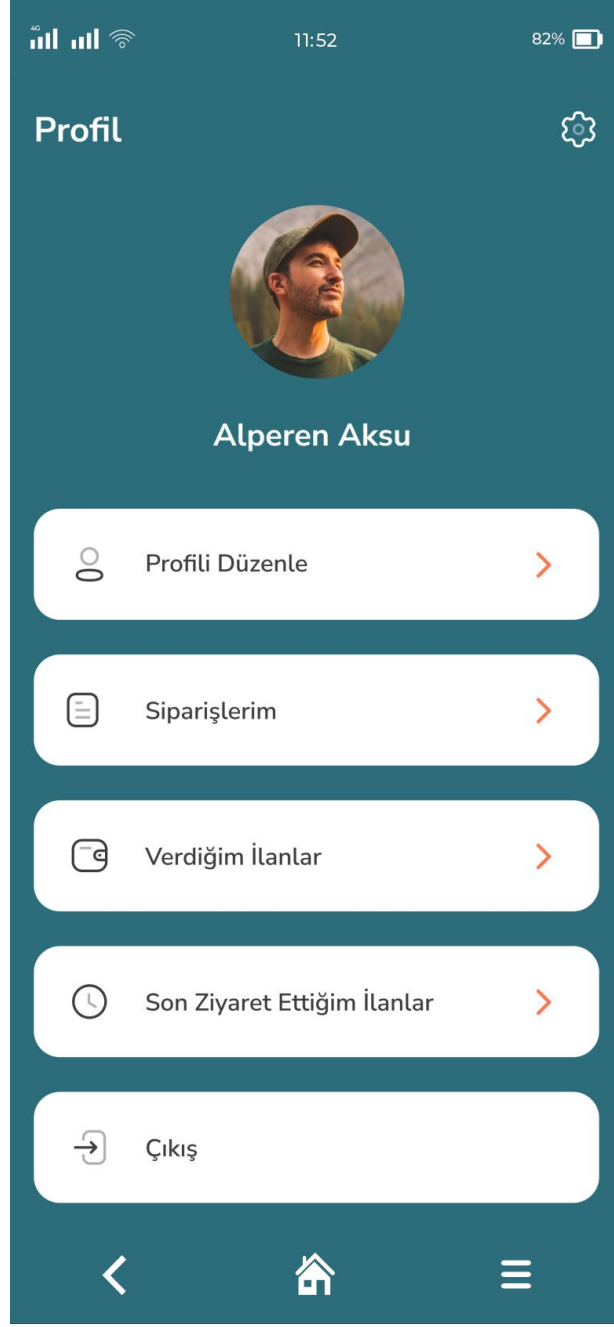 4G
11:52
82%
Profil
Alperen Aksu
Profili Düzenle
Siparişlerim
Verdiğim İlanlar
Son Ziyaret Ettiğim İlanlar
Çıkış